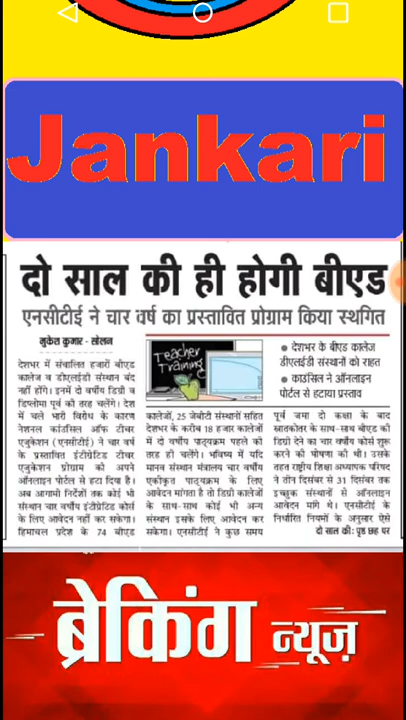 Jankari
दो साल की ही होगी बीएड
एनसीटीई ने चार वर्ष का प्रस्तावित प्रोग्राम किया स्थगित
मुकेश कुमार - सोलन
देशभर में संचालित हजारों बीएड
कालेज व डीएलईडी संस्थान बंद
नहीं होंगे। इनमें दो वर्षीय डिग्री व
डिप्लोमा पूर्व की तरह चलेंगे। देश
में चले भारी विरोध के कारण
नेशनल काउंसिल ऑफ टीचर
एजुकेशन (एनसीटीई) ने चार वर्ष
के प्रस्तावित इंटीग्रेटिड टीचर
एजुकेशन प्रोग्राम को अपने
ऑनलाइन पोर्टल से हटा दिया है।
अब आगामी निर्देशों तक कोई भी
संस्थान चार वर्षीय इंटीग्रेटिड कोर्स
के लिए आवेदन नहीं कर सकेगा।
हिमाचल प्रदेश के 74 बीएड
Teacher
Training
कालेजों, 25 जेबीटी संस्थानों सहित
देशभर के करीब 18 हजार कालेजों
में दो वर्षीय पाठ्यक्रम पहले की
तरह ही चलेंगे। भविष्य में यदि
मानव संसाधन मंत्रालय चार वर्षीय
एकीकृत पाठ्यक्रम के लिए
आवेदन मांगता है तो डिग्री कालेजों
के साथ-साथ कोई भी अन्य
संस्थान इसके लिए आवेदन कर
सकेगा। एनसीटीई ने कुछ समय
● देशभर के बीएड कालेज
डीएलईडी संस्थानों को राहत
● काउंसिल ने ऑनलाइन
पोर्टल से हटाया प्रस्ताव
पूर्व जमा दो कक्षा के बाद
स्नातकोतर के साथ-साथ बीएड की
डिग्री देने का चार वर्षीय कोर्स शुरू
करने की घोषणा की थी। उसके
तहत राष्ट्रीय शिक्षा अध्यापक परिषद
ने तीन दिसंबर से 31 दिसंबर तक
इच्छुक संस्थानों से ऑनलाइन
आवेदन मांगे थे। एनसीटीई के
निर्धारित नियमों के अनुसार ऐसे
दो साल की: पृष्ठ छह पर
ब्रेकिंग न्यूज़